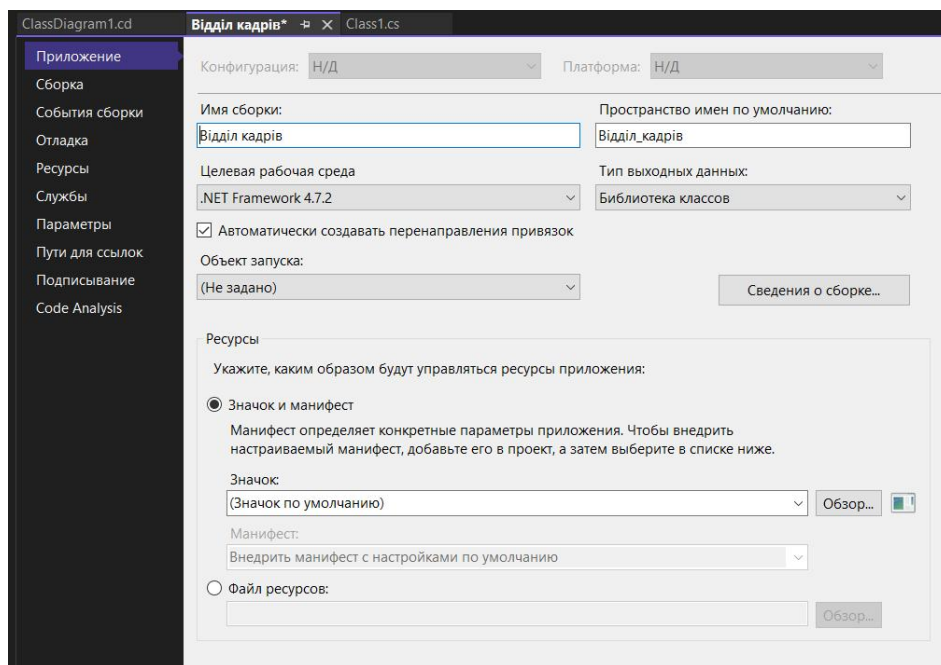 ClassDiagram1.cd
Відділ кадрів*
Class1.cs
Приложение
Сборка
События сборки
Отладка
Ресурсы
Службы
Параметры
Пути для ссылок
Подписывание
Code Analysis
Конфигурация: Н/Д
Платформа: Н/Д
Имя сборки:
Пространство имен по умолчанию:
Відділ кадрів
Відділ_кадрів
Целевая рабочая среда
Тип выходных данных:
.NET Framework 4.7.2
Библиотека классов
Автоматически создавать перенаправления привязок
Объект запуска:
(Не задано)
Сведения о сборке...
Ресурсы
Укажите, каким образом будут управляться ресурсы приложения:
Значок и манифест
Манифест определяет конкретные параметры приложения. Чтобы внедрить
настраиваемый манифест, добавьте его в проект, а затем выберите в списке ниже.
Значок:
(Значок по умолчанию)
Обзор...
Манифест:
Внедрить манифест с настройками по умолчанию
Файл ресурсов:
Обзор...